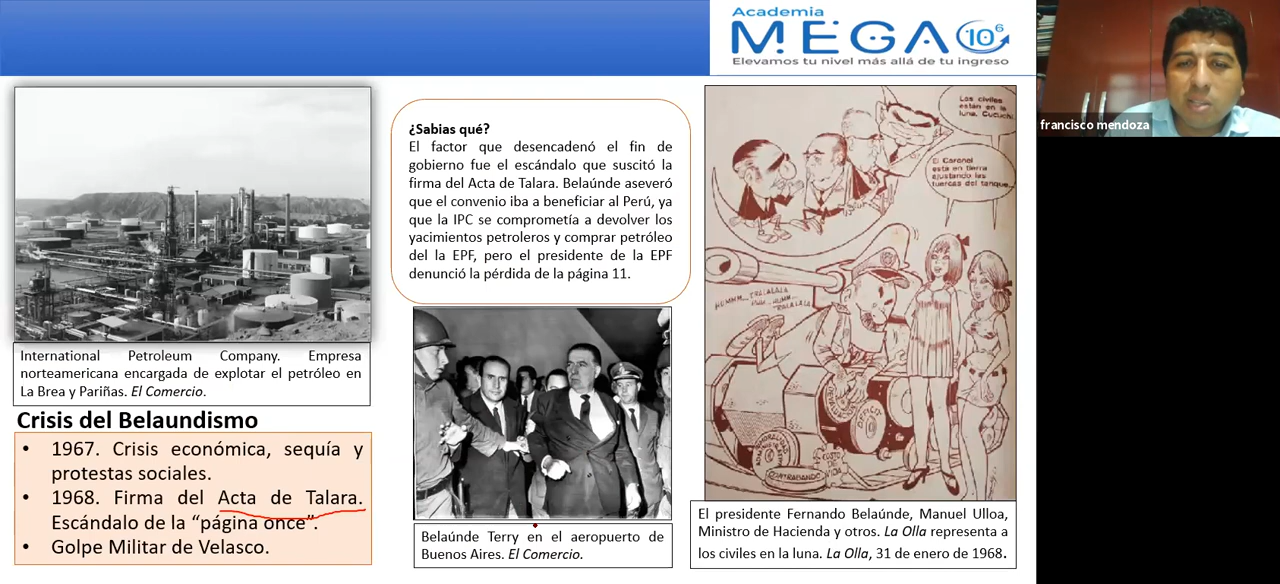 Academia
MEGA 10⁶
Elevamos tu nivel más allá de tu ingreso
francisco mendoza
¿Sabias qué?
El factor que desencadenó el fin de
gobierno fue el escándalo que suscitó la
firma del Acta de Talara. Belaúnde aseveró
que el convenio iba a beneficiar al Perú, ya
que la IPC se comprometía a devolver los
yacimientos petroleros y comprar petróleo
del la EPF, pero el presidente de la EPF
denunció la pérdida de la página 11.
Los civiles
están en la
luna. Cucuchi.
El Coronel
está en tierra
ajustando las
tuercas del tanque...
HUMMM... TRALALALA
DEFICIT
COSTO DE
VIDA
CONTRABANDO
International Petroleum Company. Empresa
norteamericana encargada de explotar el petróleo en
La Brea y Pariñas. El Comercio.
Crisis del Belaundismo
• 1967. Crisis económica, sequía y
protestas sociales.
• 1968. Firma del Acta de Talara.
Escándalo de la “página once”.
• Golpe Militar de Velasco.
Belaúnde Terry en el aeropuerto de
Buenos Aires. El Comercio.
El presidente Fernando Belaúnde, Manuel Ulloa,
Ministro de Hacienda y otros. La Olla representa a
los civiles en la luna. La Olla, 31 de enero de 1968.